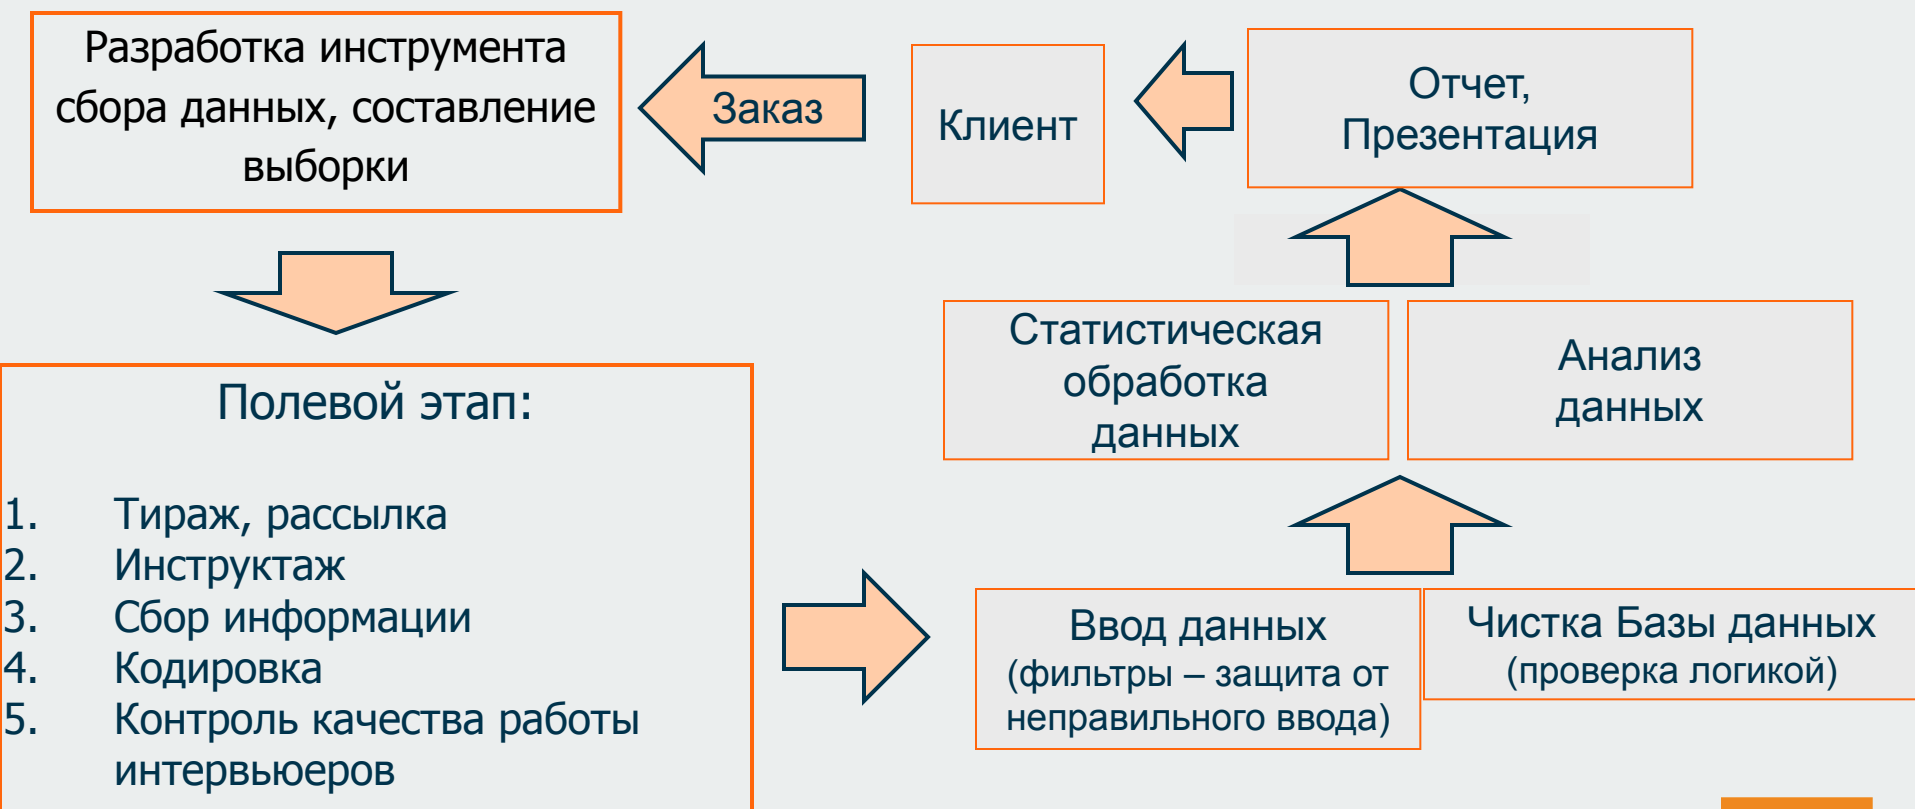 Разработка инструмента
сбора данных, составление
выборки
Заказ
Клиент
Отчет,
Презентация
Статистическая
обработка
данных
Анализ
данных
Полевой этап:
1. Тираж, рассылка
2. Инструктаж
3. Сбор информации
4. Кодировка
5. Контроль качества работы
интервьюеров
Ввод данных
(фильтры – защита от
неправильного ввода)
Чистка Базы данных
(проверка логикой)